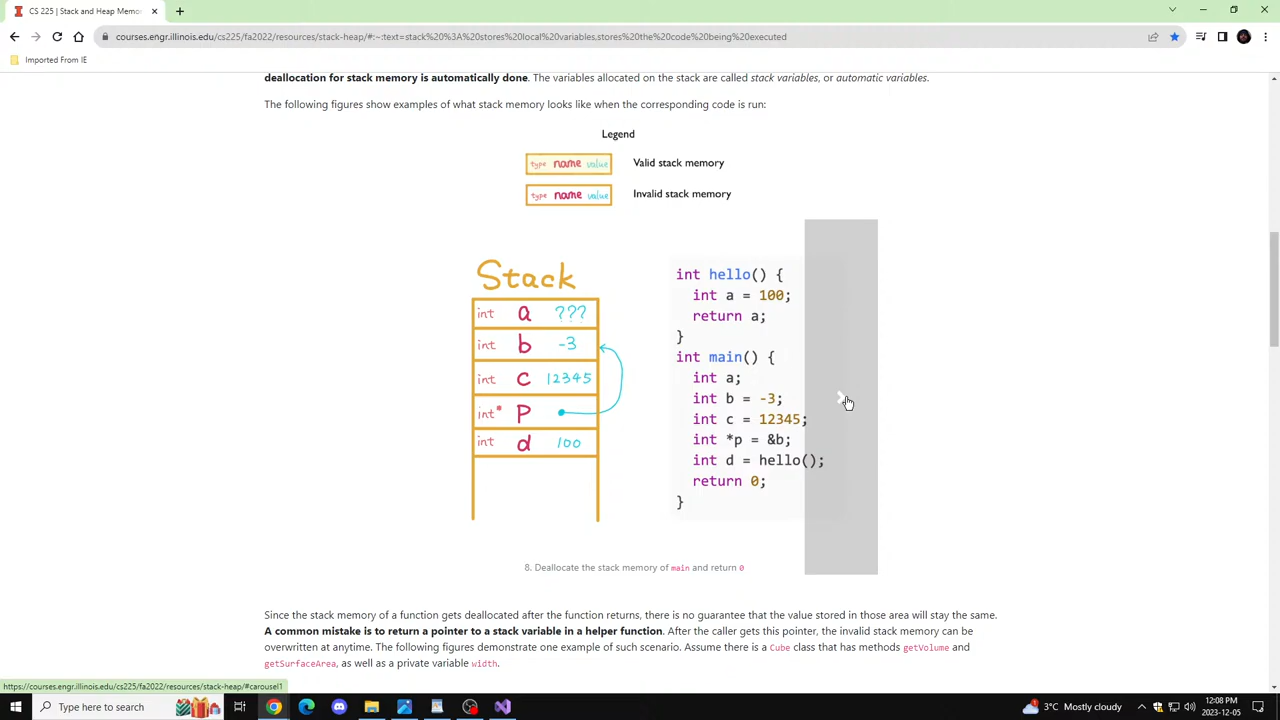 CS 225 | Stack and Heap Memor
courses.engr.illinois.edu/cs225/fa2022/resources/stack-heap/#:~:text=stack%20%3A%20stores%20local%20variables,stores%20the%20code%20being%20executed
Imported From IE
deallocation for stack memory is automatically done. The variables allocated on the stack are called stack variables, or automatic variables.
The following figures show examples of what stack memory looks like when the corresponding code is run:
Legend
type name value Valid stack memory
type name value Invalid stack memory
Stack
int a ???
int b -3
int c 12345
int* p
int d 100
int hello() {
int a = 100;
return a;
}
int main() {
int a;
int b = -3;
int c = 12345;
int *p = &b;
int d = hello();
return 0;
}
8. Deallocate the stack memory of main and return 0
Since the stack memory of a function gets deallocated after the function returns, there is no guarantee that the value stored in those area will stay the same.
A common mistake is to return a pointer to a stack variable in a helper function. After the caller gets this pointer, the invalid stack memory can be
overwritten at anytime. The following figures demonstrate one example of such scenario. Assume there is a Cube class that has methods getVolume and
getSurfaceArea, as well as a private variable width.
https://courses.engr.illinois.edu/cs225/fa2022/resources/stack-heap/#carousel1
Type here to search
3°C Mostly cloudy
12:08 PM
2023-12-05